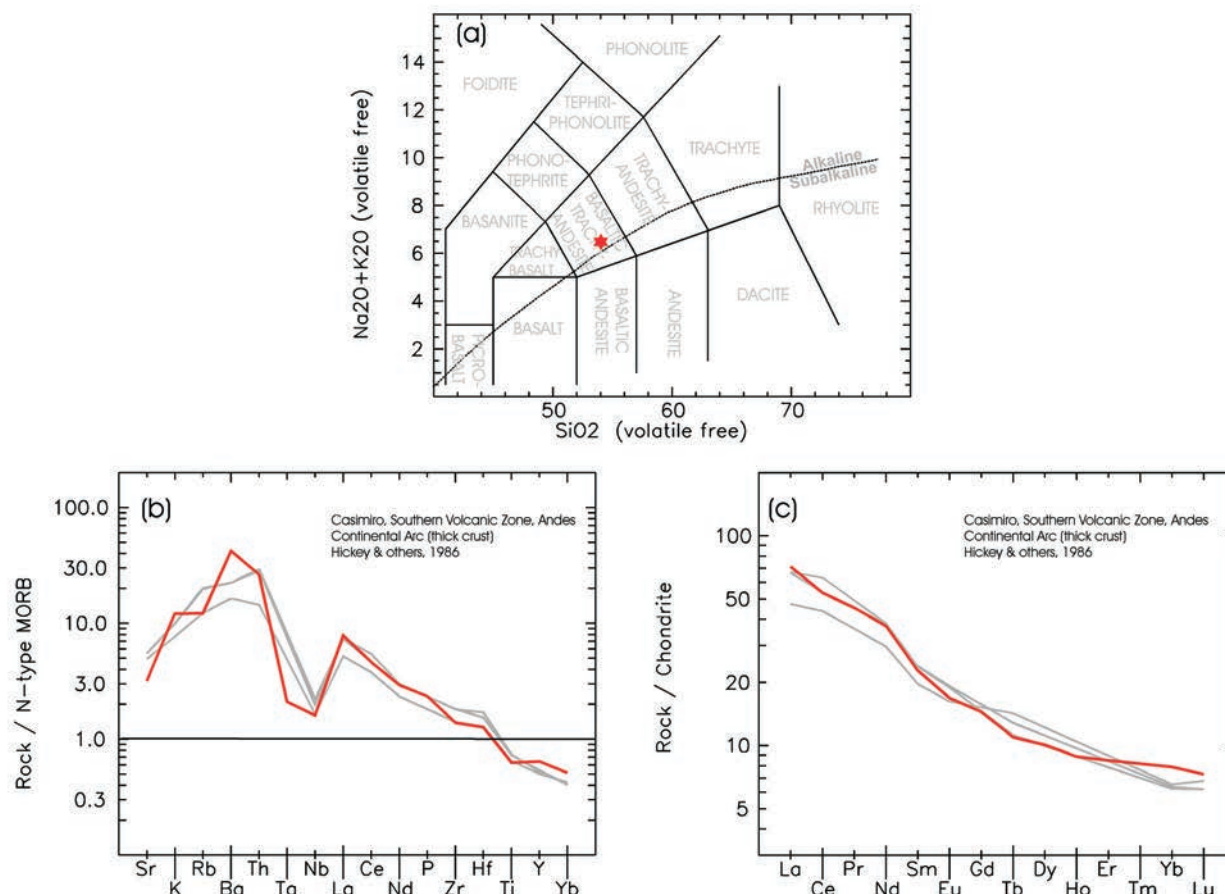 (a)
Na2O+K2O (volatile free)
14
12
10
8
6
4
2
FOIDITE
PHONOLITE
TEPHRI-
PHONOLITE
PHONO-
TEPHRITE
BASANITE
TRACHYTE
TRACHY-
ANDESITE
BASALTIC
TRACHY-
ANDESITE
TRACHY
BASALT
Alkaline
Subalkaline
RHYOLITE
DACITE
ANDESITE
BASALTIC
ANDESITE
BASALT
PICRO-
BASALT
50 60 70
SiO2 (volatile free)
(b)
Casimiro, Southern Volcanic Zone, Andes
Continental Arc (thick crust)
Hickey & others, 1986
Rock / N-type MORB
100.0
30.0
10.0
3.0
1.0
0.3
Sr Rb Th Nb Ce P Hf Y
K Ba Ta La Nd Zr Ti Yb
(c)
Casimiro, Southern Volcanic Zone, Andes
Continental Arc (thick crust)
Hickey & others, 1986
Rock / Chondrite
100
50
20
10
5
La Pr Sm Gd Dy Er Yb
Ce Nd Eu Tb Ho Tm Lu